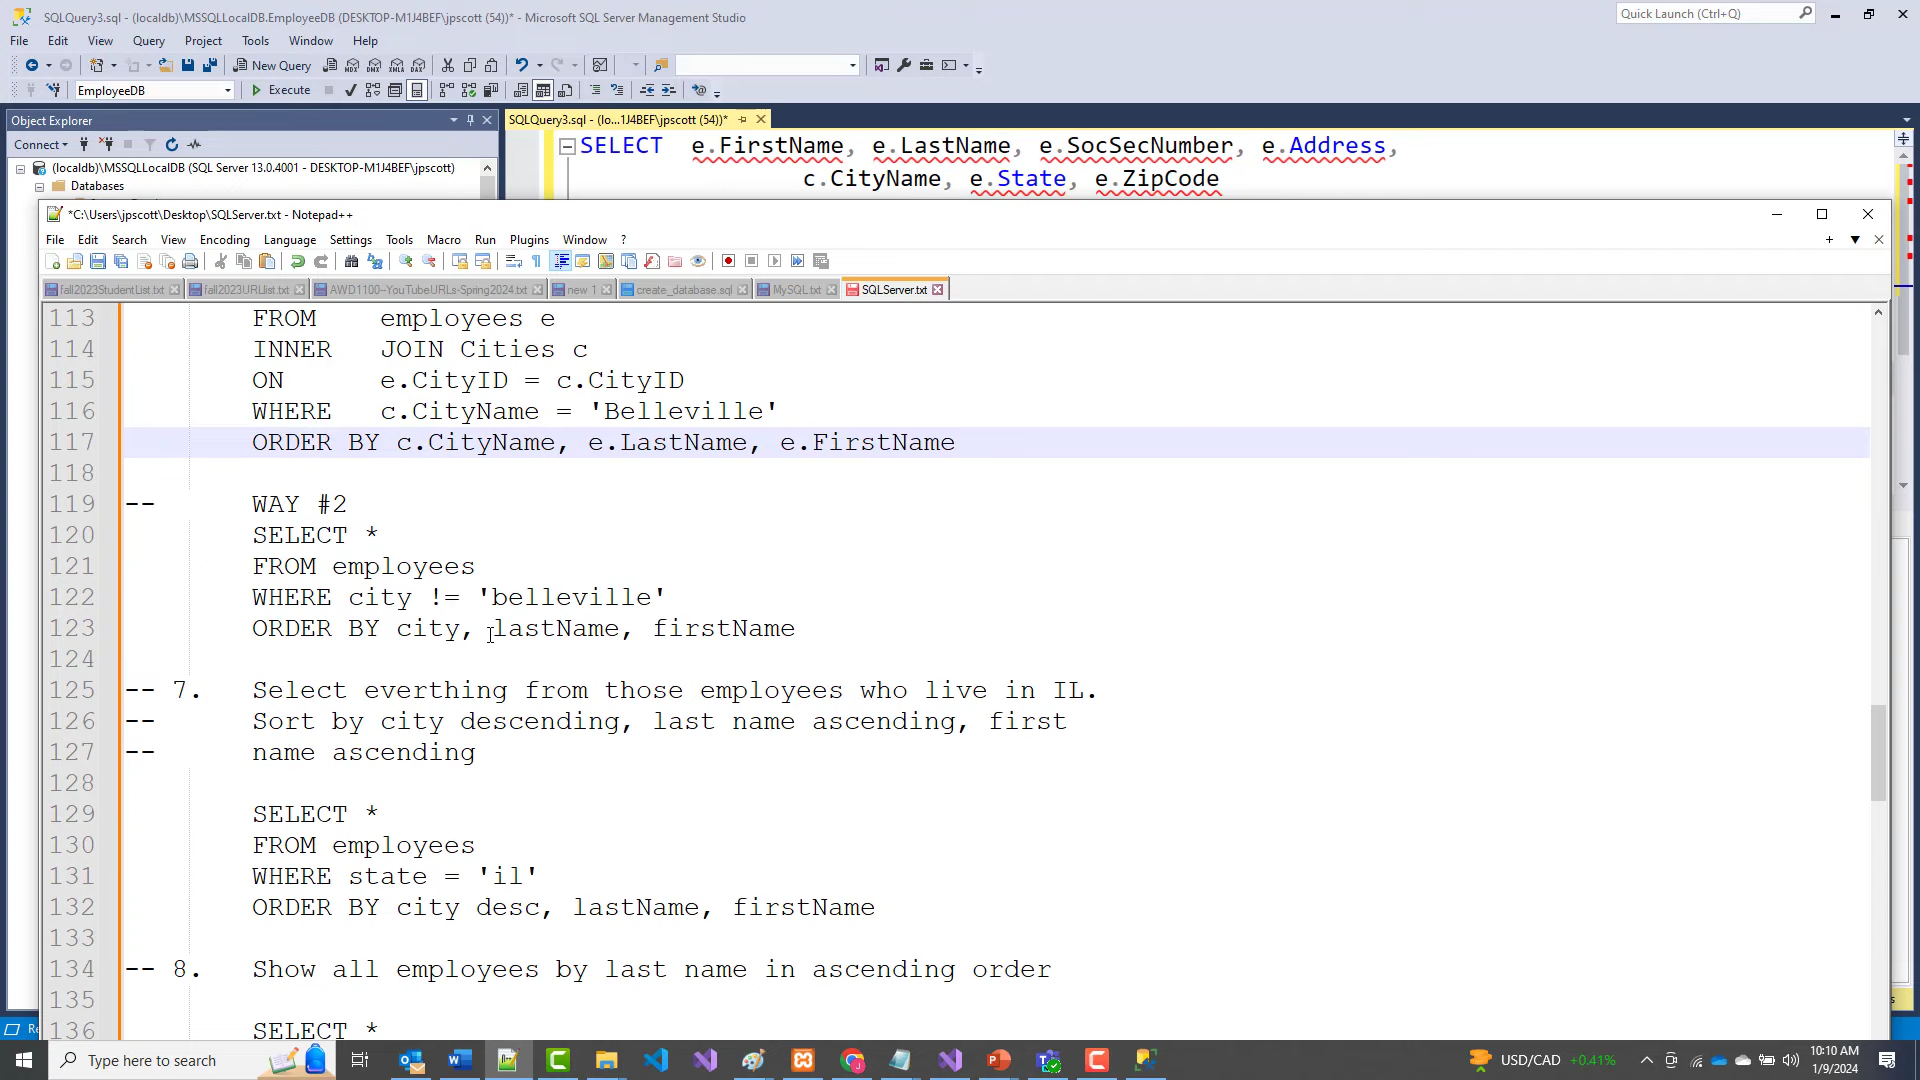 SQLQuery3.sql - (localdb)\MSSQLLocalDB.EmployeeDB (DESKTOP-M1J4BEF\jpscott (54))* - Microsoft SQL Server Management Studio
Quick Launch (Ctrl+Q)
File Edit View Query Project Tools Window Help
New Query
EmployeeDB
Execute
Object Explorer
SQLQuery3.sql - (lo...1J4BEF\jpscott (54))*
Connect
(localdb)\MSSQLLocalDB (SQL Server 13.0.4001 - DESKTOP-M1J4BEF\jpscott)
Databases
SELECT e.FirstName, e.LastName, e.SocSecNumber, e.Address,
c.CityName, e.State, e.ZipCode
*C:\Users\jpscott\Desktop\SQLServer.txt - Notepad++
File Edit Search View Encoding Language Settings Tools Macro Run Plugins Window ?
fall2023StudentList.txt fall2023URLlist.txt AWD1100--YouTubeURLs-Spring2024.txt new 1 create_database.sql MySQL.txt SQLServer.txt
113 FROM employees e
114 INNER JOIN Cities c
115 ON e.CityID = c.CityID
116 WHERE c.CityName = 'Belleville'
117 ORDER BY c.CityName, e.LastName, e.FirstName
118
119 -- WAY #2
120 SELECT *
121 FROM employees
122 WHERE city != 'belleville'
123 ORDER BY city, lastName, firstName
124
125 -- 7. Select everthing from those employees who live in IL.
126 -- Sort by city descending, last name ascending, first
127 -- name ascending
128
129 SELECT *
130 FROM employees
131 WHERE state = 'il'
132 ORDER BY city desc, lastName, firstName
133
134 -- 8. Show all employees by last name in ascending order
135
136 SELECT *
Type here to search
USD/CAD +0.41%
10:10 AM
1/9/2024